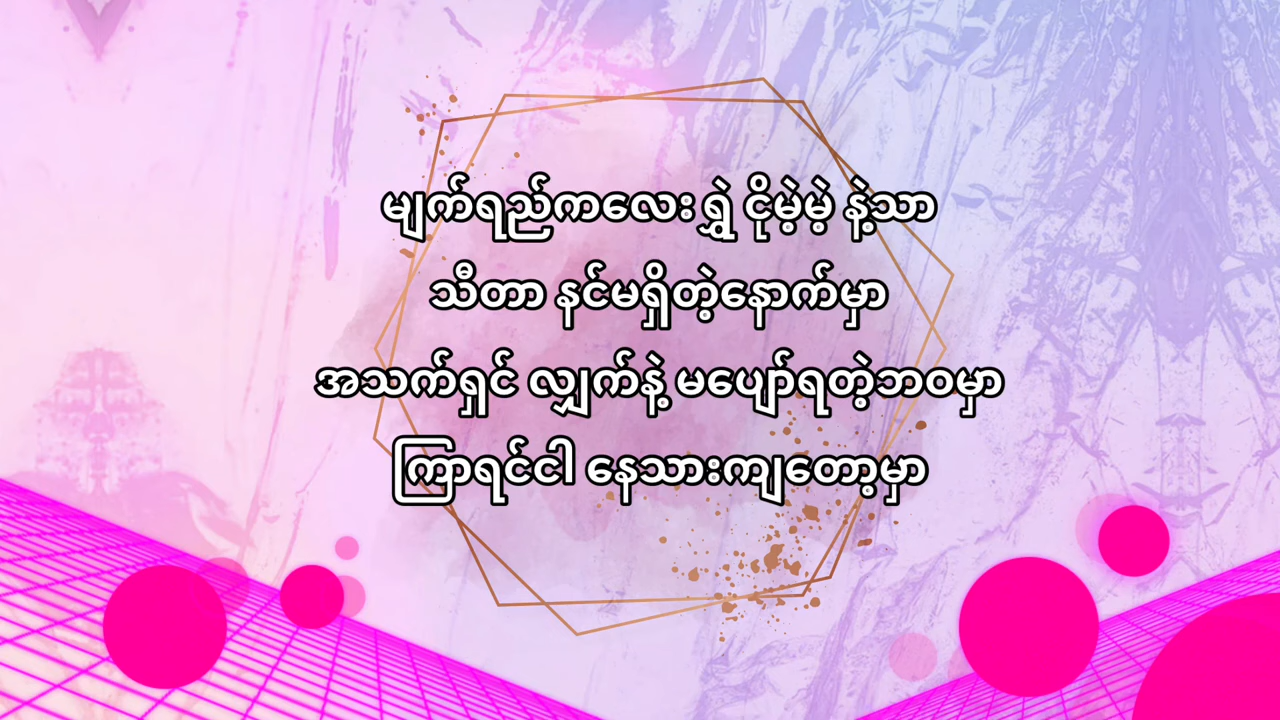 မျက်ရည်ကလေး ရွှဲ ငိုမဲ့မဲ့ နဲ့သာ
သီတာ နင်မရှိတဲ့နောက်မှာ
အသက်ရှင် လျှက်နဲ့ မပျော်ရတဲ့ဘဝမှာ
ကြာရင်ငါ နေသားကျတော့မှာ